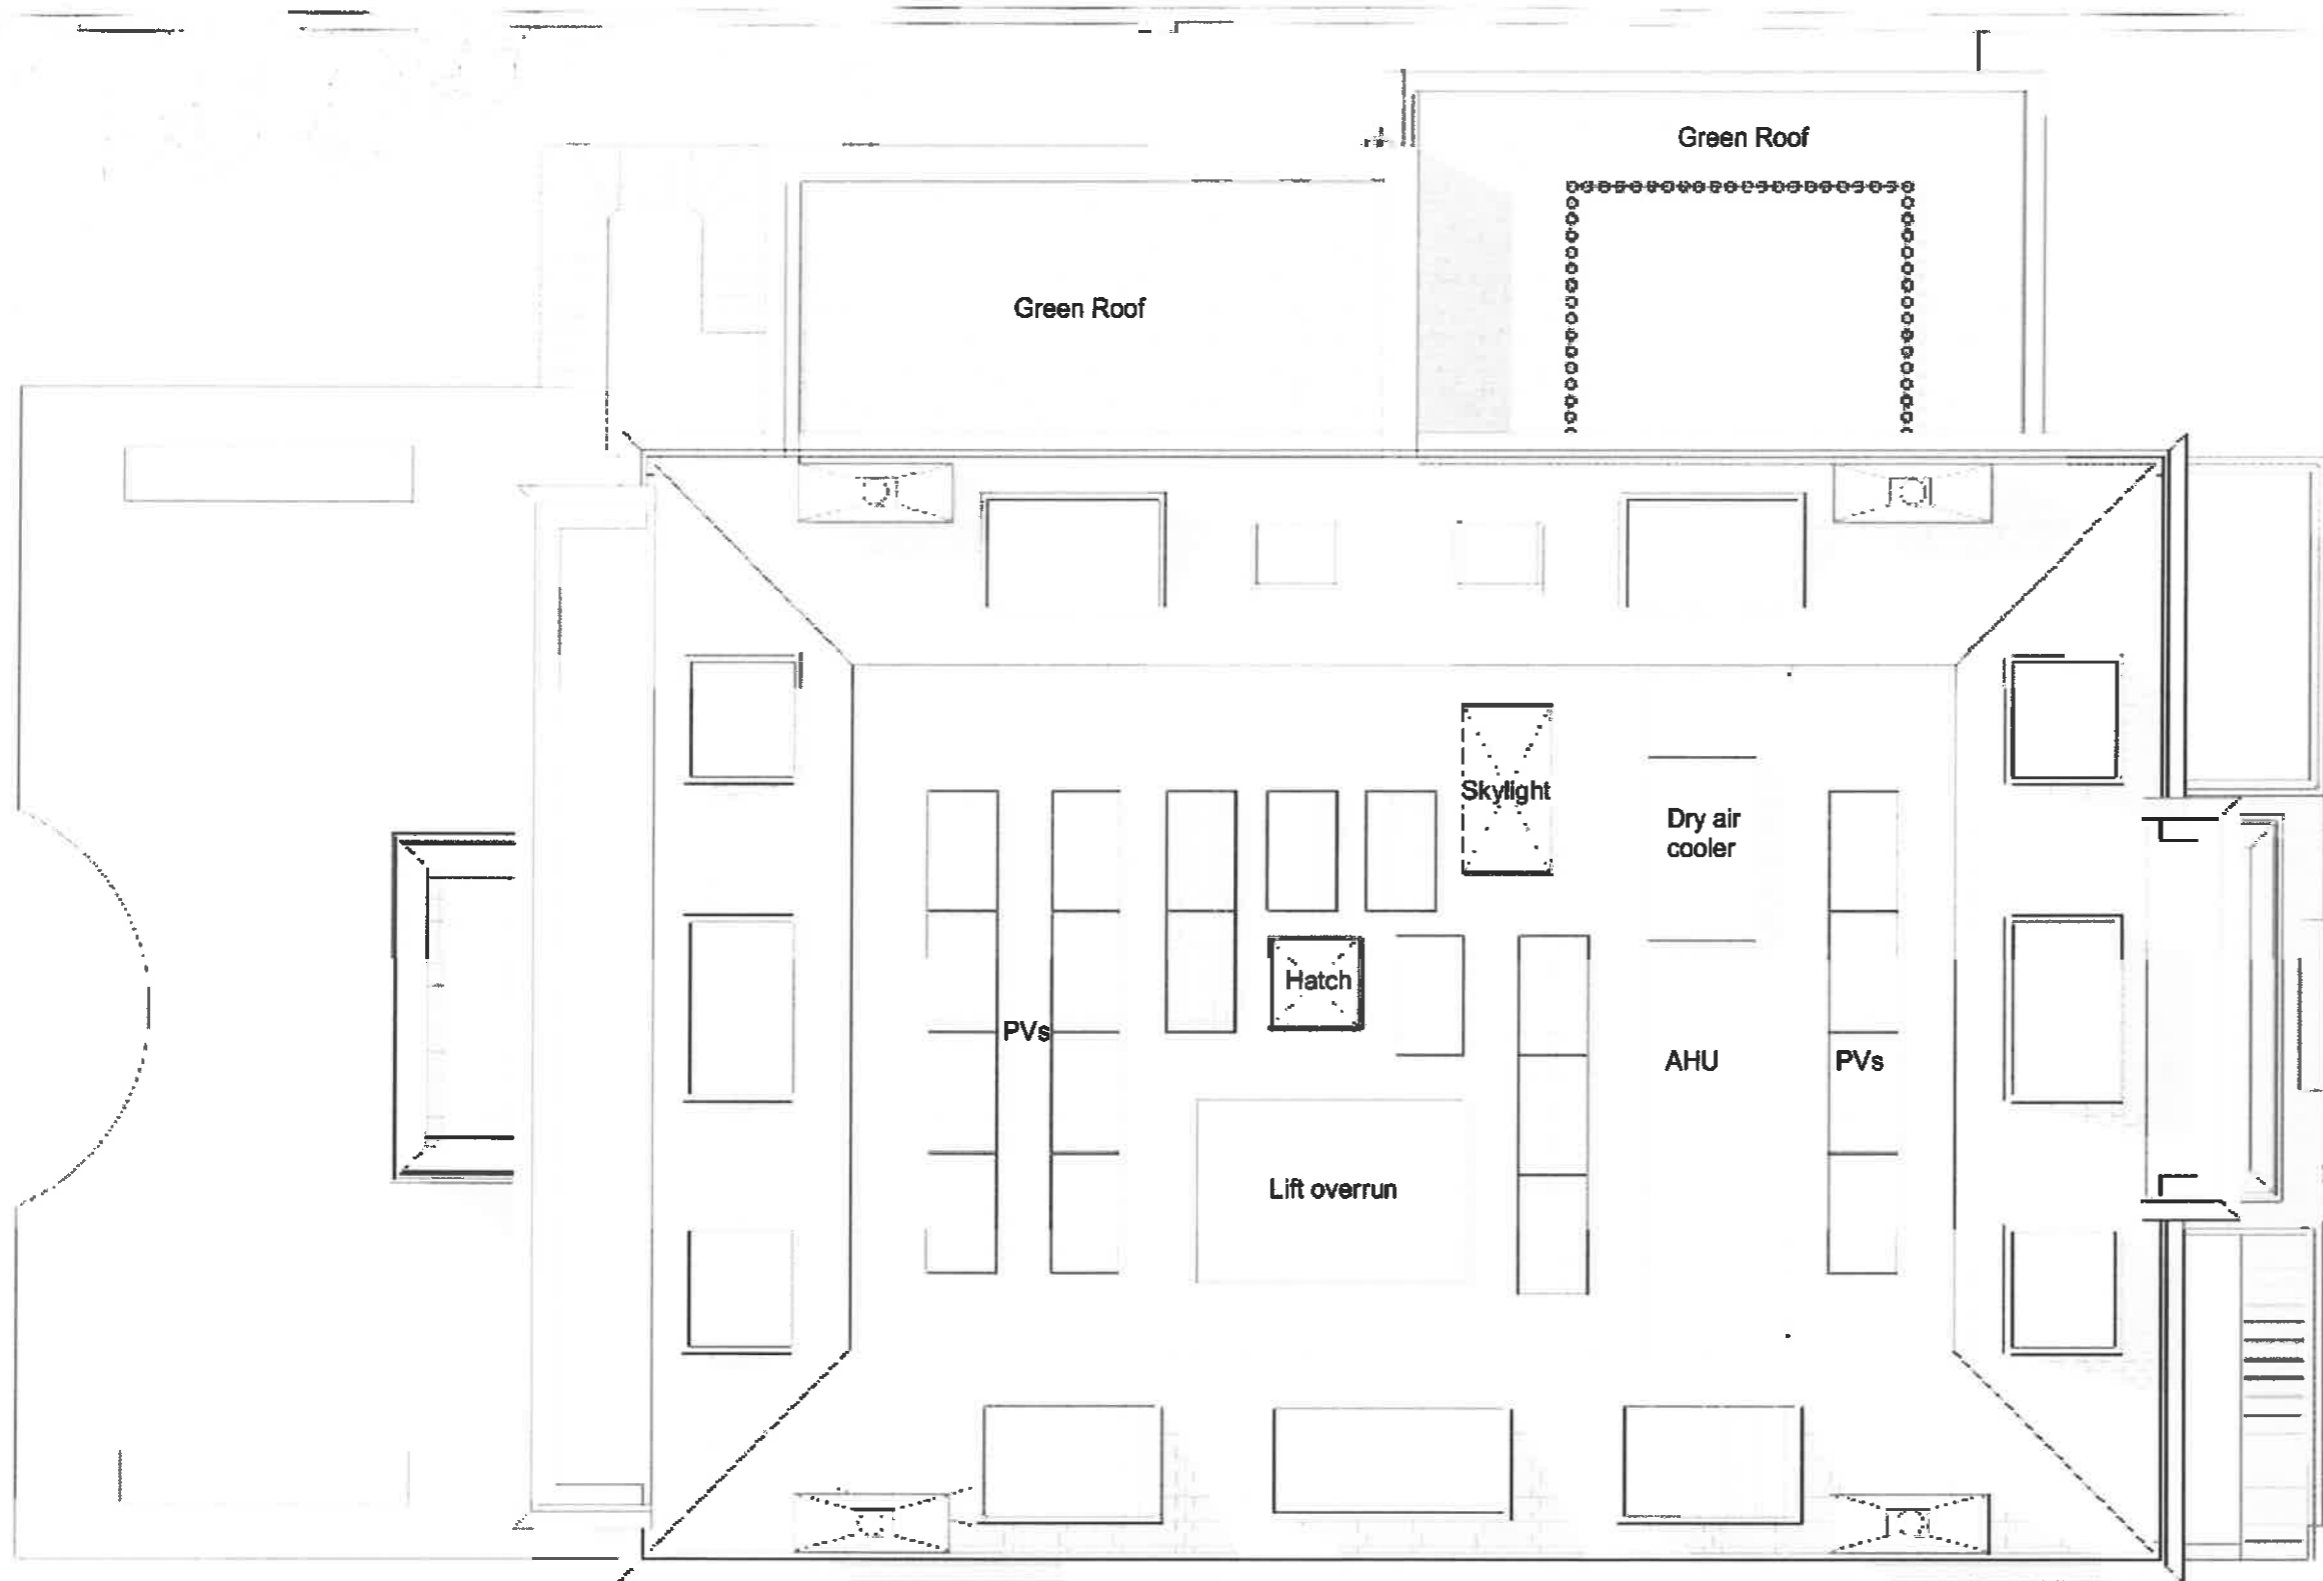 Green Roof
Green Roof
Skylight
Dry air
cooler
Hatch
PVs
AHU
PVs
Lift overrun